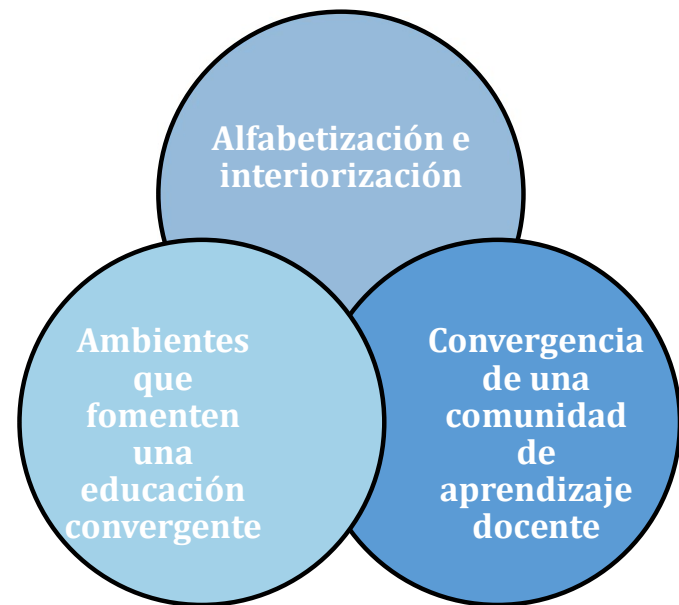 Alfabetización e
interiorización
Ambientes
que
fomenten
una
educación
convergente
Convergencia
de una
comunidad
de
aprendizaje
docente